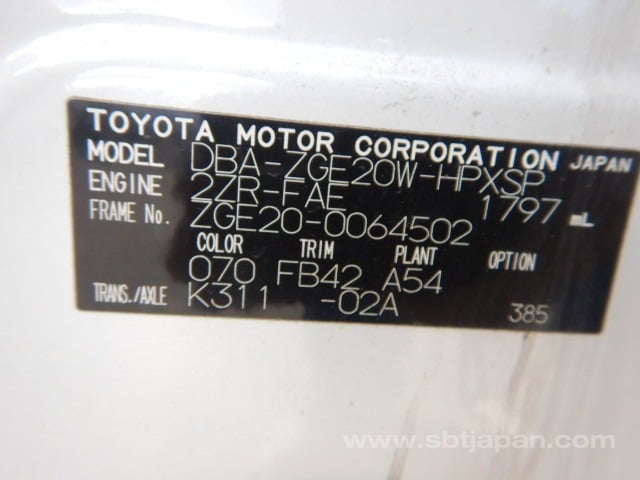 TOYOTA MOTOR CORPORATION JAPAN
MODEL DBA-ZGE20W-HPXSP
ENGINE 2ZR-FAE 1797 mL
FRAME No. ZGE20-0064502
COLOR TRIM PLANT OPTION
070 FB42 A54
TRANS./AXLE K311 -02A 385
www.sbtjapan.com